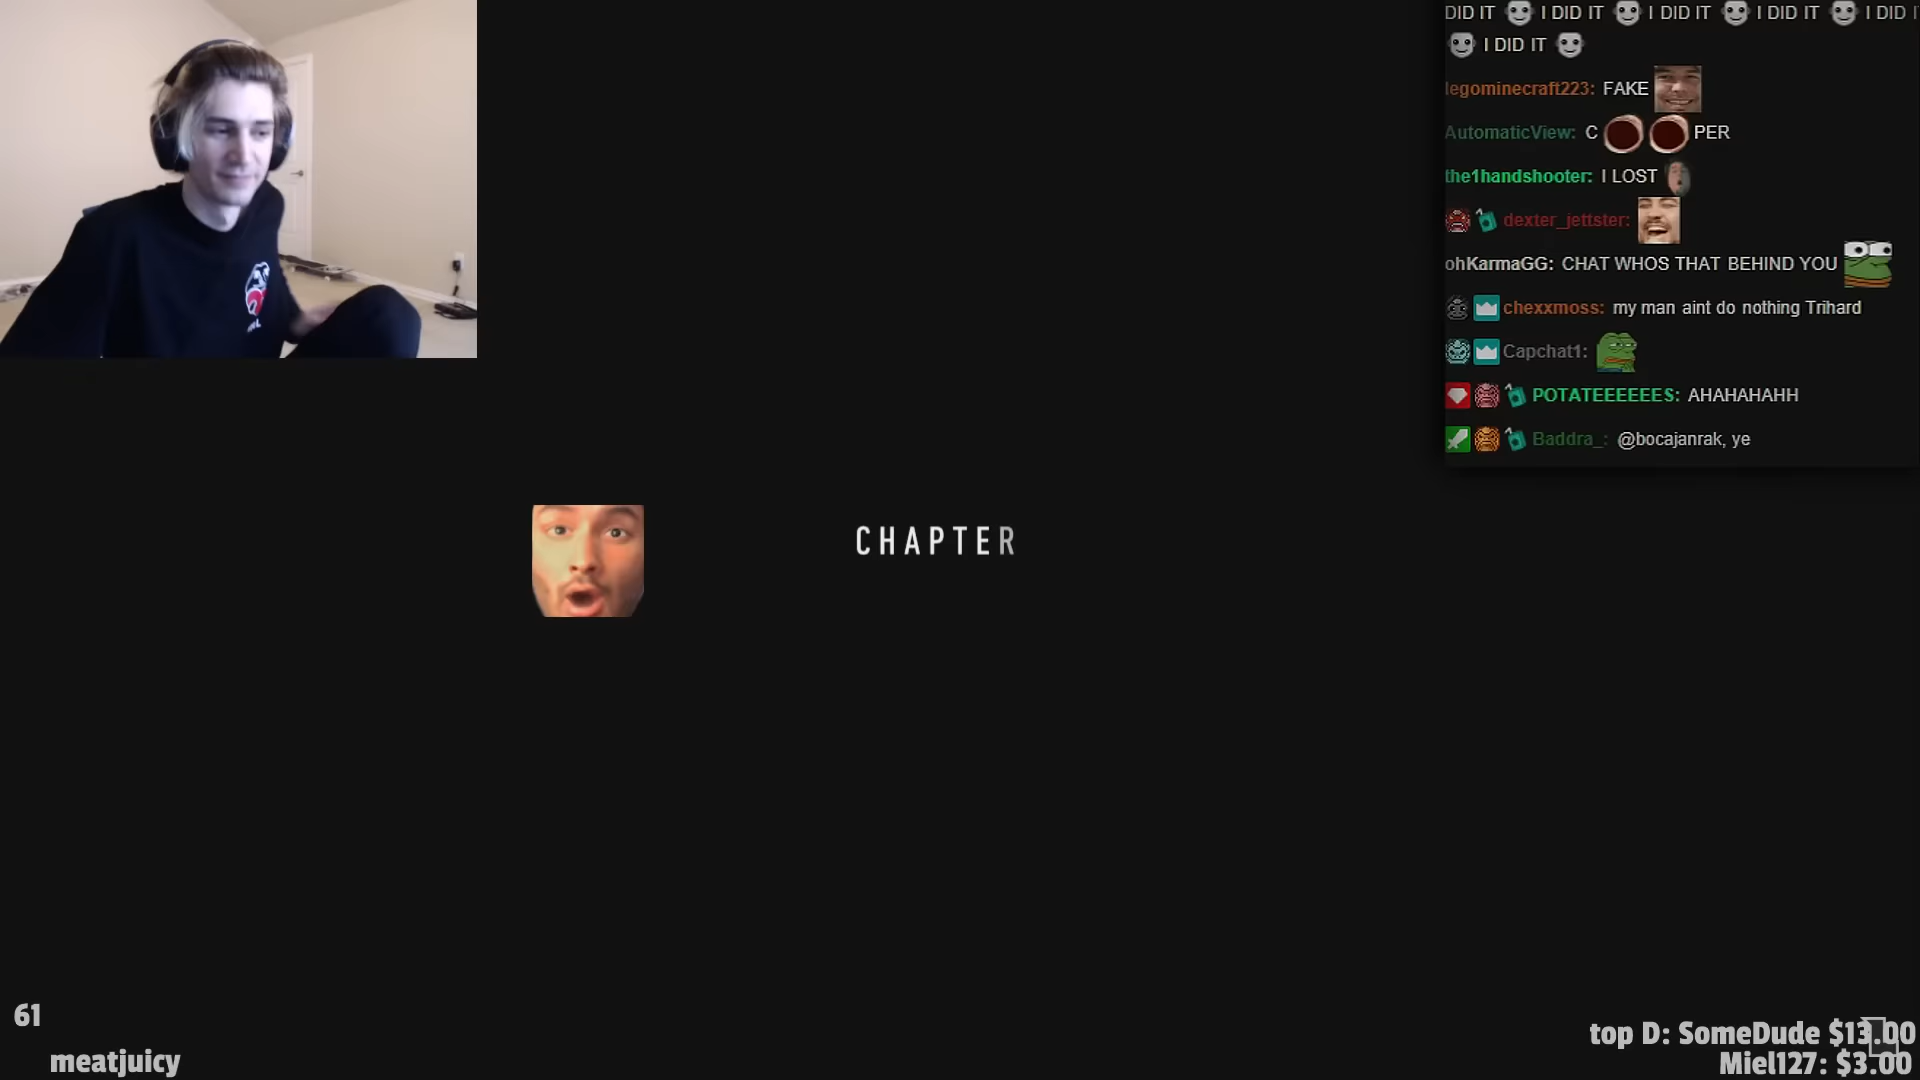 DID IT I DID IT I DID IT I DID IT I DID I
I DID IT
legominecraft223: FAKE
AutomaticView: C PER
the1handshooter: I LOST
dexter_jettster:
ohKarmaGG: CHAT WHOS THAT BEHIND YOU
chexxmoss: my man aint do nothing Trihard
Capchat1:
POTATEEEEEES: AHAHAHAHH
Baddra_: @bocajanrak, ye
CHAPTER
61
meatjuicy
top D: SomeDude $13.00
Miel127: $3.00